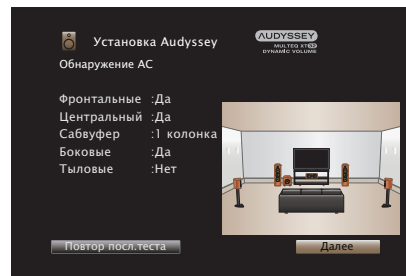 Установка Audyssey
AUDYSSEY
MULTEQ XT32
DYNAMIC VOLUME
Обнаружение АС
Фронтальные :Да
Центральный :Да
Сабвуфер :1 колонка
Боковые :Да
Тыловые :Нет
Повтор посл.теста
Далее